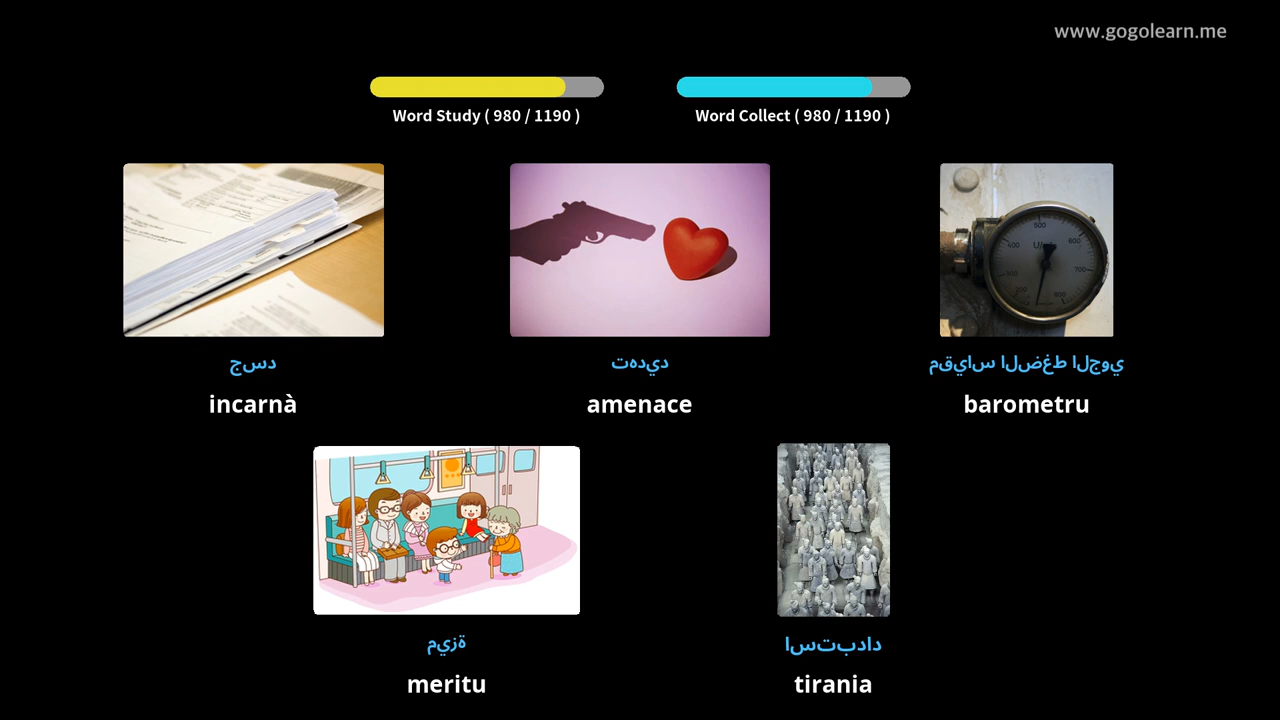 www.gogolearn.me
Word Study ( 980 / 1190 )
Word Collect ( 980 / 1190 )
جسد
تهديد
مقياس الضغط الجوي
incarnà
amenace
barometru
ميزة
استبداد
meritu
tirania